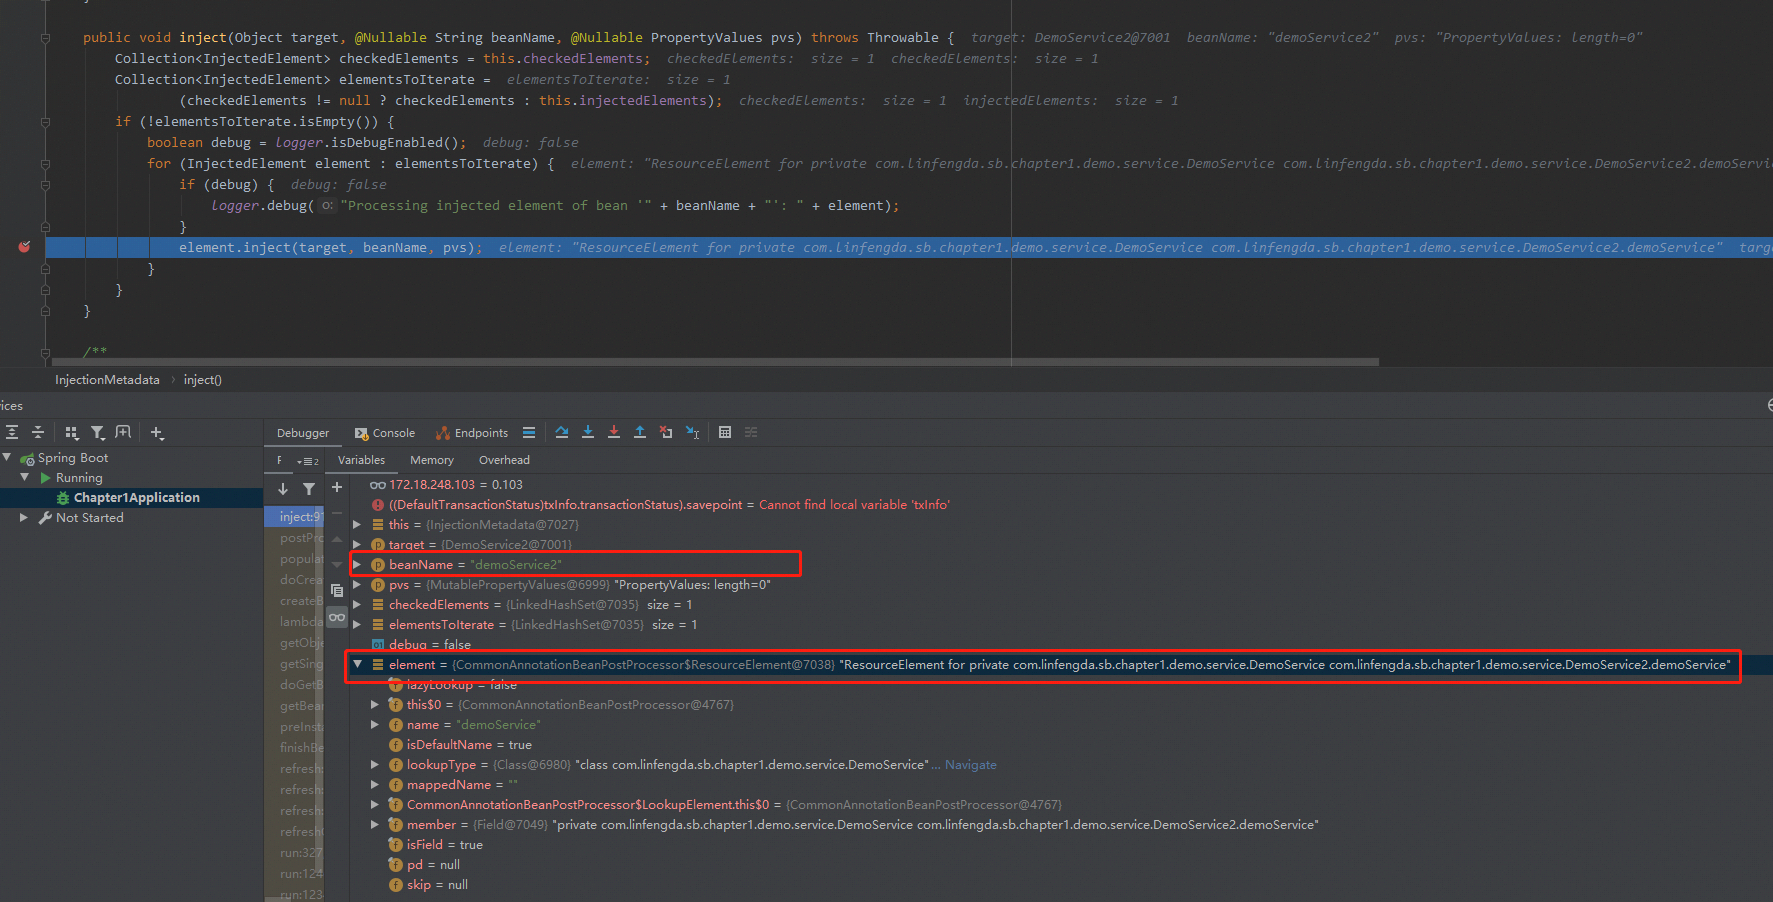 }
public void inject(Object target, @Nullable String beanName, @Nullable PropertyValues pvs) throws Throwable {  target: DemoService2@7001  beanName: "demoService2"  pvs: "PropertyValues: length=0"
Collection<InjectedElement> checkedElements = this.checkedElements;  checkedElements:  size = 1  checkedElements:  size = 1
Collection<InjectedElement> elementsToIterate =  elementsToIterate:  size = 1
(checkedElements != null ? checkedElements : this.injectedElements);  checkedElements:  size = 1  injectedElements:  size = 1
if (!elementsToIterate.isEmpty()) {
boolean debug = logger.isDebugEnabled();  debug: false
for (InjectedElement element : elementsToIterate) {  element: "ResourceElement for private com.linfengda.sb.chapter1.demo.service.DemoService com.linfengda.sb.chapter1.demo.service.DemoService2.demoServic
if (debug) {  debug: false
logger.debug( o: "Processing injected element of bean '" + beanName + "': " + element);
}
element.inject(target, beanName, pvs);  element: "ResourceElement for private com.linfengda.sb.chapter1.demo.service.DemoService com.linfengda.sb.chapter1.demo.service.DemoService2.demoService"  targ
}
}
}
/**
InjectionMetadata › inject()
ices
Debugger Console Endpoints
Spring Boot
Running
Chapter1Application
Not Started
F 2 Variables Memory Overhead
172.18.248.103 = 0.103
((DefaultTransactionStatus)txInfo.transactionStatus).savepoint = Cannot find local variable 'txInfo'
inject:91
this = {InjectionMetadata@7027}
postPro
target = {DemoService2@7001}
populat
beanName = "demoService2"
doCrea
pvs = {MutablePropertyValues@6999} "PropertyValues: length=0"
createB
checkedElements = {LinkedHashSet@7035}  size = 1
lambda
elementsToIterate = {LinkedHashSet@7035}  size = 1
getObje
debug = false
getSing
element = {CommonAnnotationBeanPostProcessor$ResourceElement@7038} "ResourceElement for private com.linfengda.sb.chapter1.demo.service.DemoService com.linfengda.sb.chapter1.demo.service.DemoService2.demoService"
doGetB
lazyLookup = false
getBear
this$0 = {CommonAnnotationBeanPostProcessor@4767}
preInsta
name = "demoService"
finishBe
isDefaultName = true
refresh:
lookupType = {Class@6980} "class com.linfengda.sb.chapter1.demo.service.DemoService"... Navigate
refresh:
mappedName = ""
refresh:
CommonAnnotationBeanPostProcessor$LookupElement.this$0 = {CommonAnnotationBeanPostProcessor@4767}
refresh(
member = {Field@7049} "private com.linfengda.sb.chapter1.demo.service.DemoService com.linfengda.sb.chapter1.demo.service.DemoService2.demoService"
run:327
isField = true
run:124
pd = null
run:123
skip = null